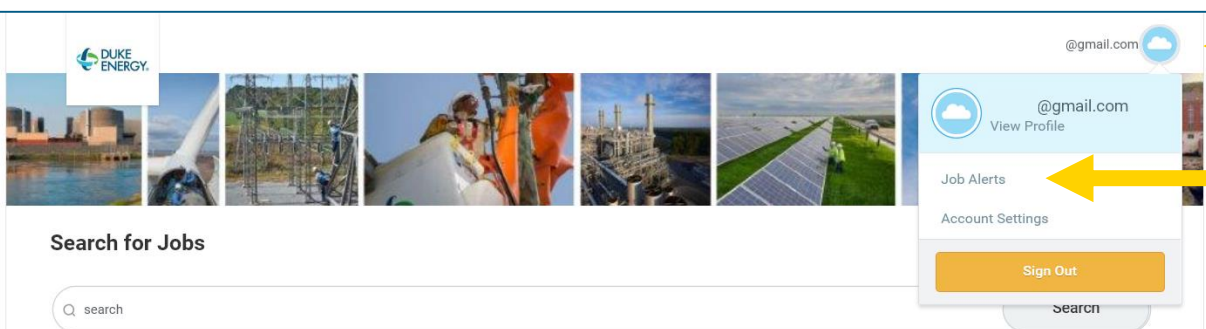 DUKE
ENERGY.
@gmail.com
@gmail.com
View Profile
Job Alerts
Account Settings
Sign Out
Search for Jobs
search
Search